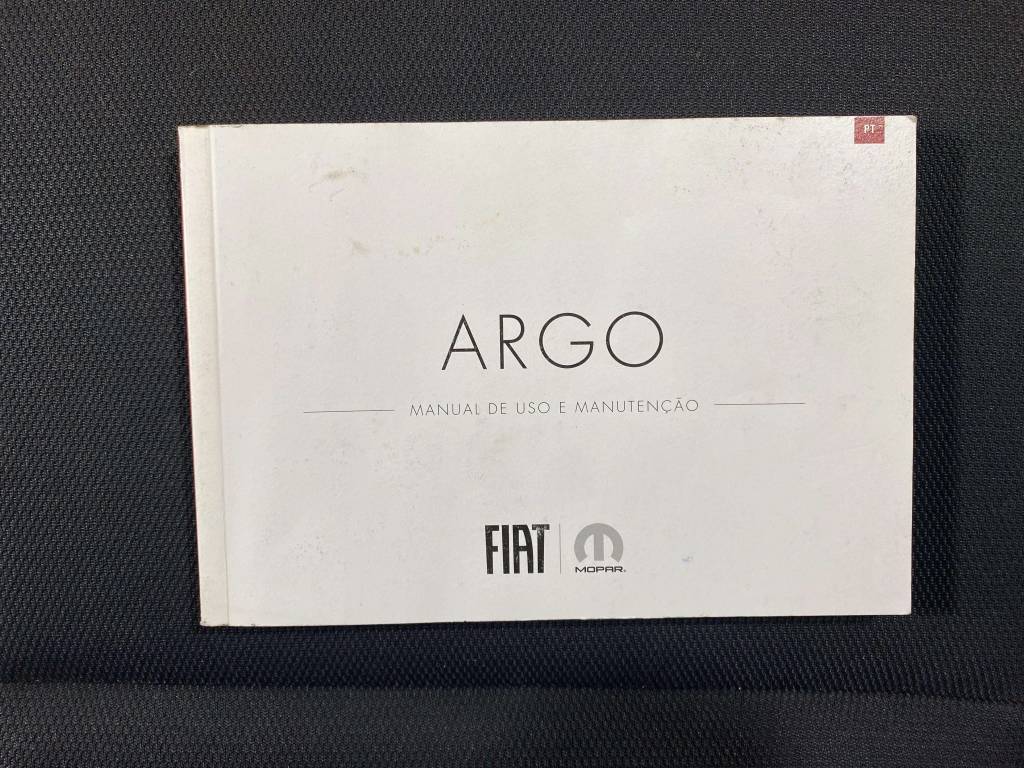 PT
ARGO
MANUAL DE USO E MANUTENÇÃO
FIAT
MOPAR®